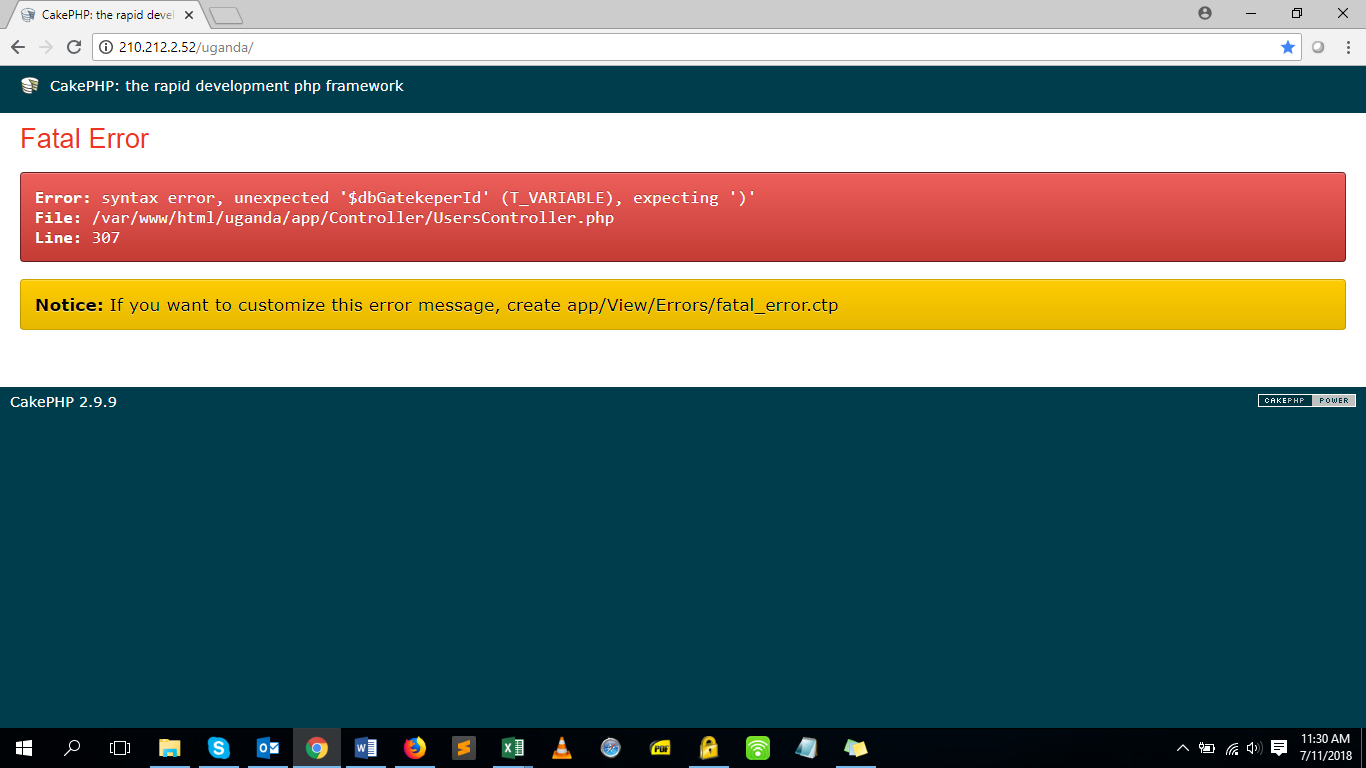 CakePHP: the rapid deve
210.212.2.52/uganda/
CakePHP: the rapid development php framework
Fatal Error
Error: syntax error, unexpected '$dbGatekeperId' (T_VARIABLE), expecting ')'
File: /var/www/html/uganda/app/Controller/UsersController.php
Line: 307
Notice: If you want to customize this error message, create app/View/Errors/fatal_error.ctp
CakePHP 2.9.9
CAKEPHP POWER
PDF
11:30 AM
7/11/2018